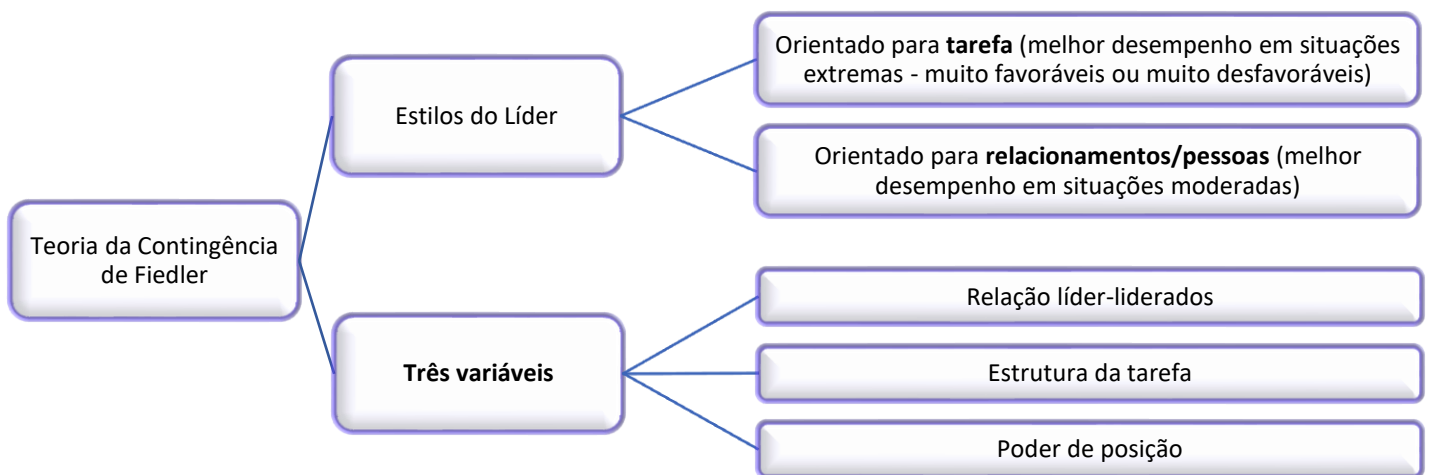 Teoria da Contingência
de Fiedler
Estilos do Líder
Orientado para tarefa (melhor desempenho em situações
extremas - muito favoráveis ou muito desfavoráveis)
Orientado para relacionamentos/pessoas (melhor
desempenho em situações moderadas)
Três variáveis
Relação líder-liderados
Estrutura da tarefa
Poder de posição